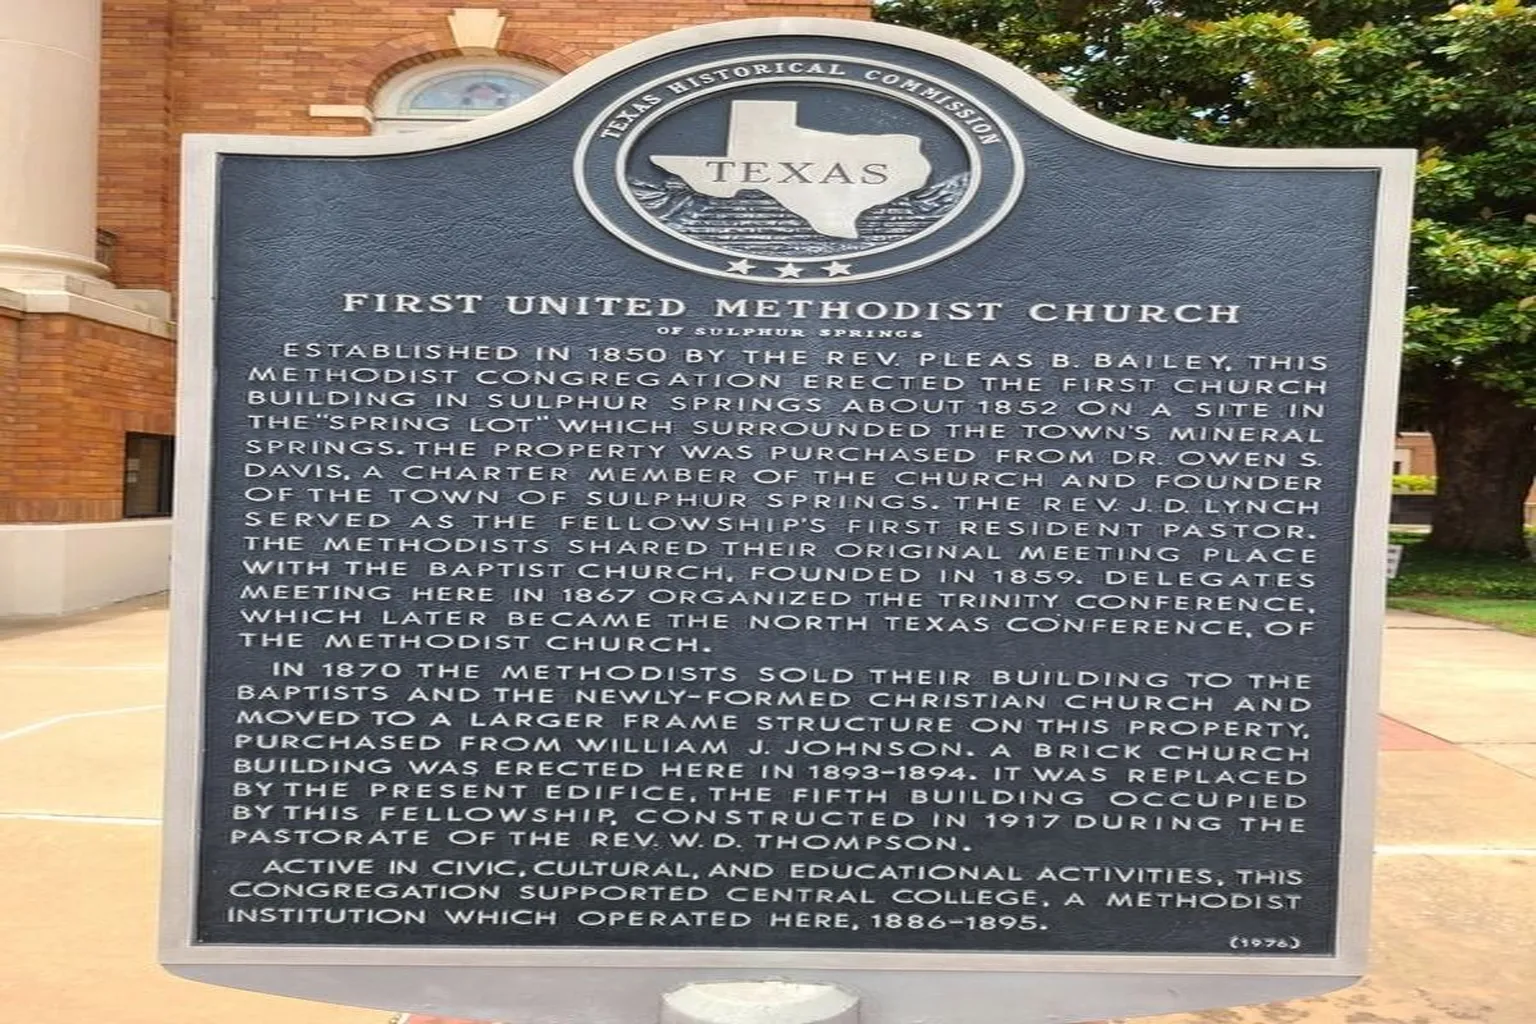 TEXAS HISTORICAL COMMISSION
TEXAS
FIRST UNITED METHODIST CHURCH
OF SULPHUR SPRINGS
ESTABLISHED IN 1850 BY THE REV. PLEAS B. BAILEY, THIS
METHODIST CONGREGATION ERECTED THE FIRST CHURCH
BUILDING IN SULPHUR SPRINGS ABOUT 1852 ON A SITE IN
THE "SPRING LOT" WHICH SURROUNDED THE TOWN'S MINERAL
SPRINGS. THE PROPERTY WAS PURCHASED FROM DR. OWEN S.
DAVIS, A CHARTER MEMBER OF THE CHURCH AND FOUNDER
OF THE TOWN OF SULPHUR SPRINGS. THE REV. J. D. LYNCH
SERVED AS THE FELLOWSHIP'S FIRST RESIDENT PASTOR.
THE METHODISTS SHARED THEIR ORIGINAL MEETING PLACE
WITH THE BAPTIST CHURCH, FOUNDED IN 1859. DELEGATES
MEETING HERE IN 1867 ORGANIZED THE TRINITY CONFERENCE,
WHICH LATER BECAME THE NORTH TEXAS CONFERENCE, OF
THE METHODIST CHURCH.
IN 1870 THE METHODISTS SOLD THEIR BUILDING TO THE
BAPTISTS AND THE NEWLY-FORMED CHRISTIAN CHURCH AND
MOVED TO A LARGER FRAME STRUCTURE ON THIS PROPERTY,
PURCHASED FROM WILLIAM J. JOHNSON. A BRICK CHURCH
BUILDING WAS ERECTED HERE IN 1893-1894. IT WAS REPLACED
BY THE PRESENT EDIFICE, THE FIFTH BUILDING OCCUPIED
BY THIS FELLOWSHIP, CONSTRUCTED IN 1917 DURING THE
PASTORATE OF THE REV. W. D. THOMPSON.
ACTIVE IN CIVIC, CULTURAL, AND EDUCATIONAL ACTIVITIES, THIS
CONGREGATION SUPPORTED CENTRAL COLLEGE, A METHODIST
INSTITUTION WHICH OPERATED HERE, 1886-1895.
(1976)